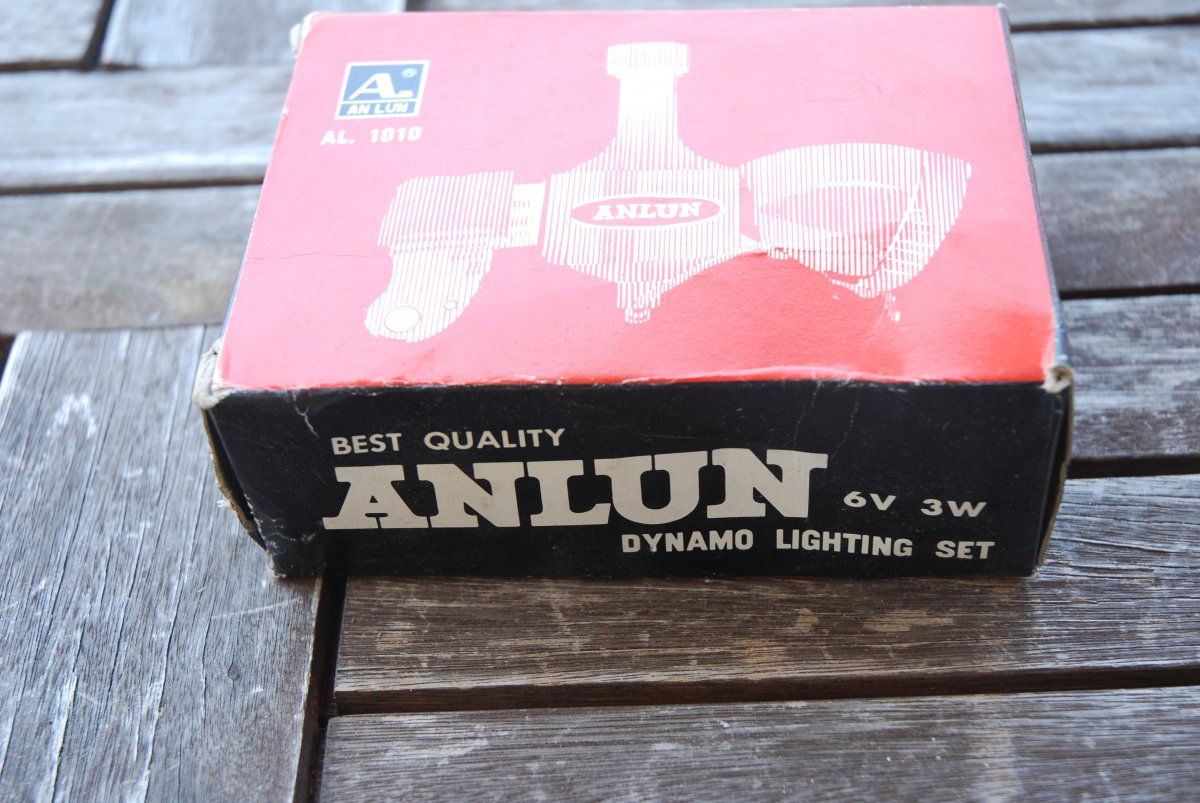 A. ®
AN LUN
AL. 1010
ANLUN
BEST QUALITY
ANLUN 6V 3W
DYNAMO LIGHTING SET